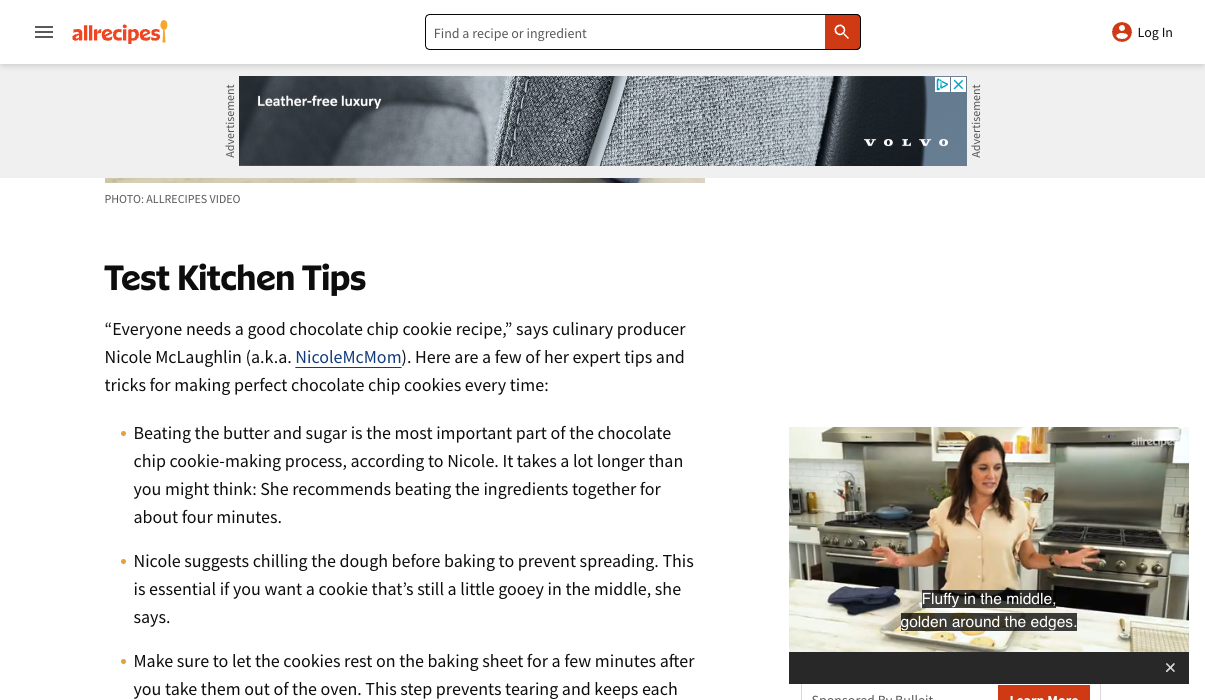 allrecipes
Find a recipe or ingredient
Log In
Advertisement
Leather-free luxury
VOLVO
Advertisement
PHOTO: ALLRECIPES VIDEO
Test Kitchen Tips
“Everyone needs a good chocolate chip cookie recipe,” says culinary producer
Nicole McLaughlin (a.k.a. NicoleMcMom). Here are a few of her expert tips and
tricks for making perfect chocolate chip cookies every time:
• Beating the butter and sugar is the most important part of the chocolate
chip cookie-making process, according to Nicole. It takes a lot longer than
you might think: She recommends beating the ingredients together for
about four minutes.
• Nicole suggests chilling the dough before baking to prevent spreading. This
is essential if you want a cookie that’s still a little gooey in the middle, she
says.
• Make sure to let the cookies rest on the baking sheet for a few minutes after
you take them out of the oven. This step prevents tearing and keeps each
allrecipes
Fluffy in the middle,
golden around the edges.
Sponsored By Bulleit
Learn More